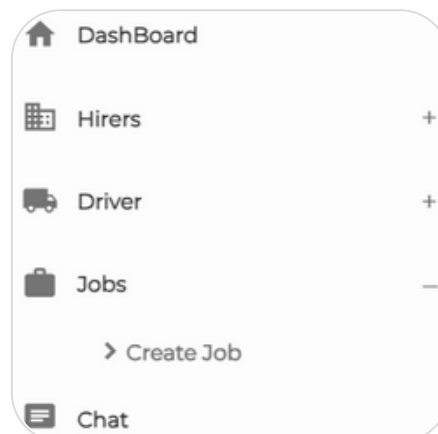 DashBoard
Hirers +
Driver +
Jobs –
Create Job
Chat